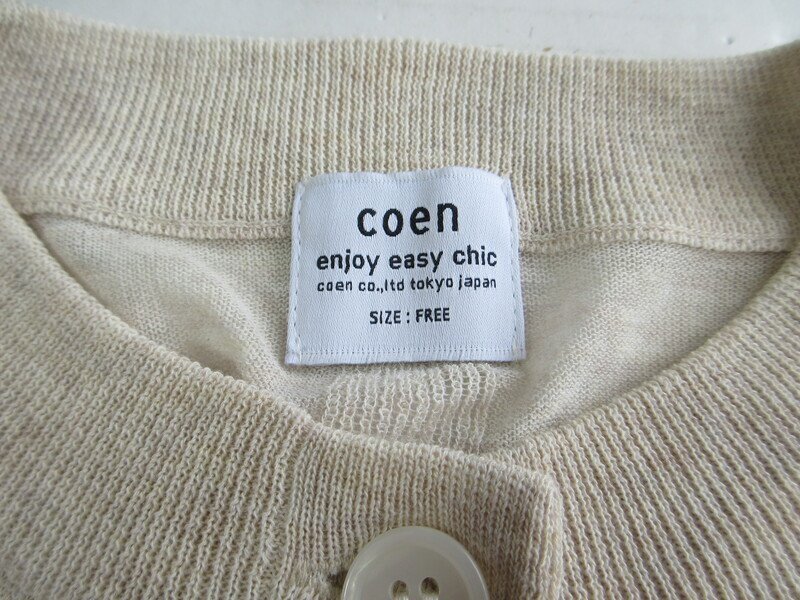 coen
enjoy easy chic
coen co.,ltd tokyo japan
SIZE : FREE